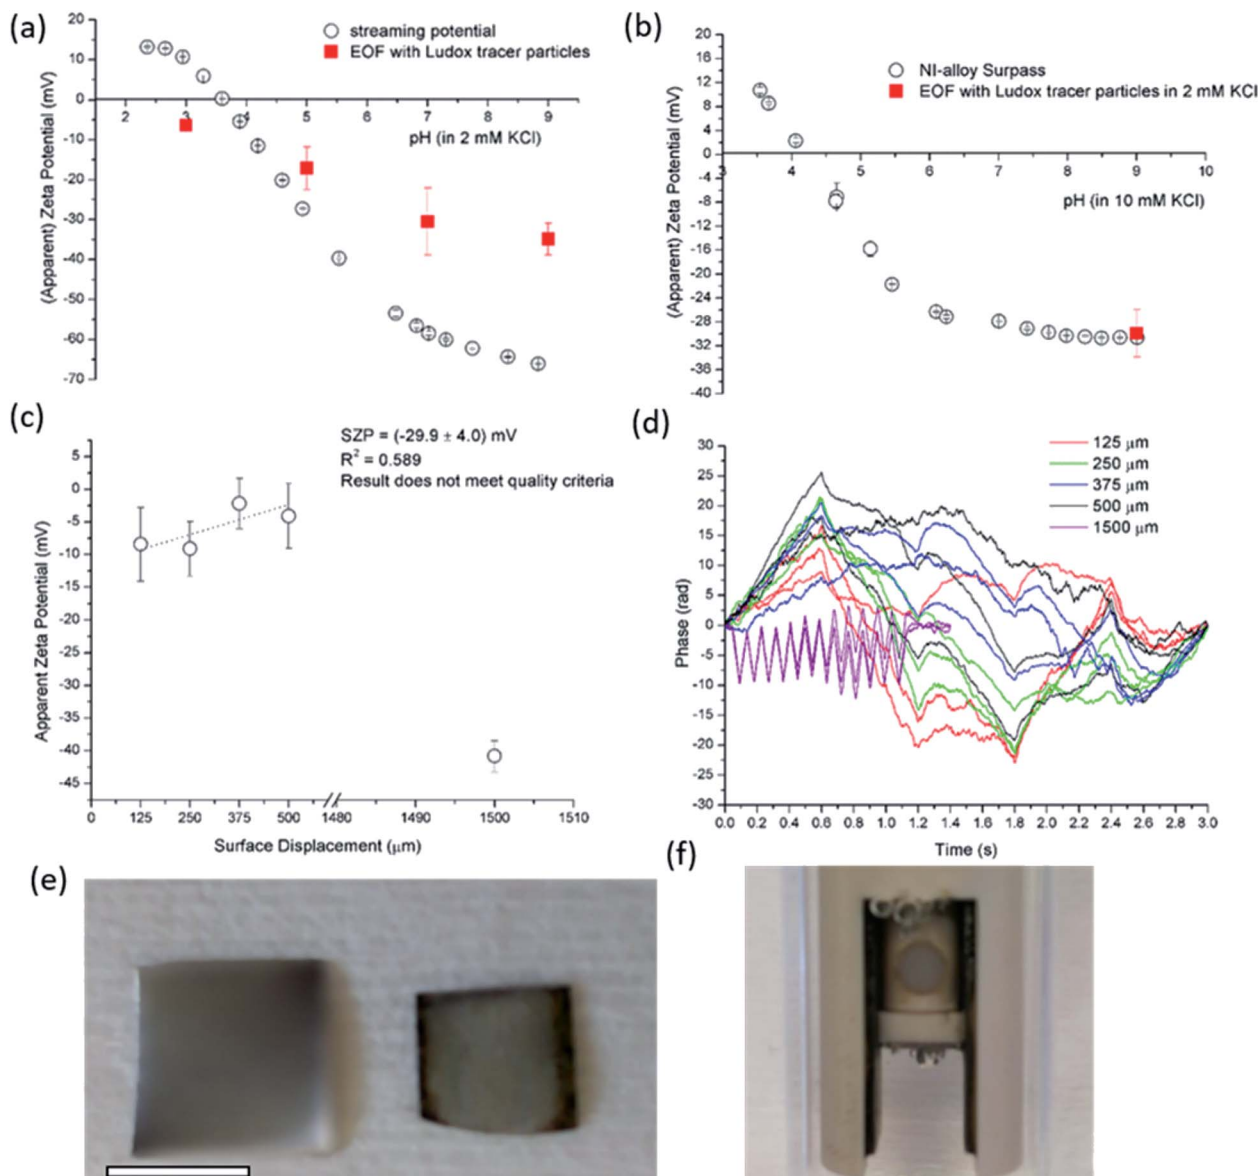 (a)
20
10
0
-10
-20
-30
-40
-50
-60
-70
2 3 4 5 6 7 8 9
streaming potential
EOF with Ludox tracer particles
pH (in 2 mM KCl)
(Apparent) Zeta Potential (mV)
(b)
20
16
12
8
4
0
-4
-8
-12
-16
-20
-24
-28
-32
-36
-40
3 4 5 6 7 8 9 10
NI-alloy Surpass
EOF with Ludox tracer particles in 2 mM KCl
pH (in 10 mM KCl)
(Apparent) Zeta Potential (mV)
(c)
SZP = (-29.9 ± 4.0) mV
R² = 0.589
Result does not meet quality criteria
5
0
-5
-10
-15
-20
-25
-30
-35
-40
-45
0 125 250 375 500 1480 1490 1500 1510
Apparent Zeta Potential (mV)
Surface Displacement (μm)
(d)
125 μm
250 μm
375 μm
500 μm
1500 μm
30
25
20
15
10
5
0
-5
-10
-15
-20
-25
-30
0.0 0.2 0.4 0.6 0.8 1.0 1.2 1.4 1.6 1.8 2.0 2.2 2.4 2.6 2.8 3.0
Phase (rad)
Time (s)
(e)
(f)